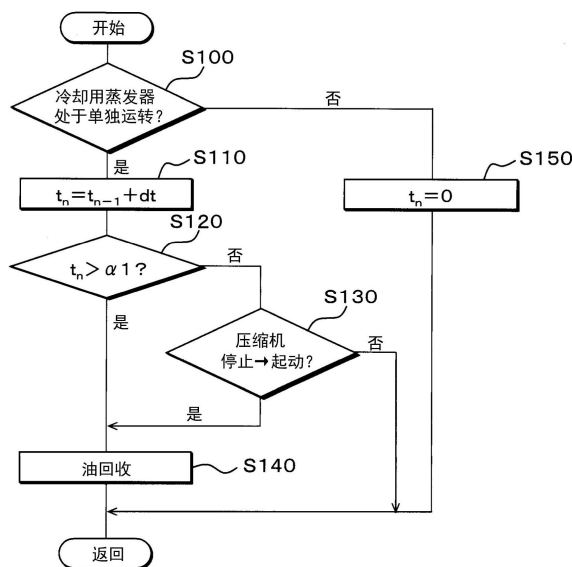 开始
S100
冷却用蒸发器
处于单独运转?
否
是
S110
tₙ=tₙ₋₁+dt
S150
tₙ=0
S120
tₙ>α1?
否
是
S130
压缩机
停止→起动?
否
是
油回收
S140
返回